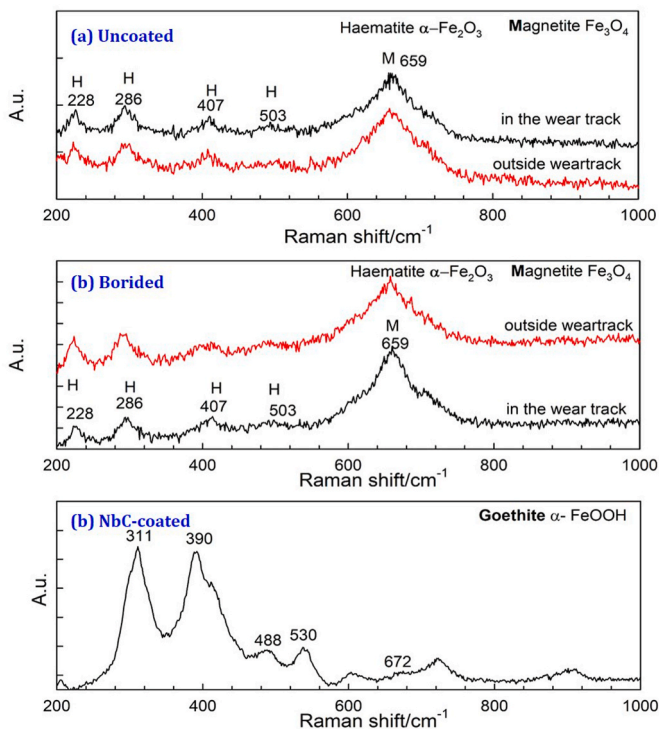 (a) Uncoated
Haematite α–Fe₂O₃
Magnetite Fe₃O₄
M 659
H
228
H
286
H
407
H
503
in the wear track
outside weartrack
A.u.
200 400 600 800 1000
Raman shift/cm⁻¹
(b) Borided
Haematite α–Fe₂O₃
Magnetite Fe₃O₄
outside weartrack
M
659
H
228
H
286
H
407
H
503
in the wear track
A.u.
200 400 600 800 1000
Raman shift/cm⁻¹
(b) NbC-coated
Goethite α- FeOOH
311
390
488
530
672
A.u.
200 400 600 800 1000
Raman shift/cm⁻¹